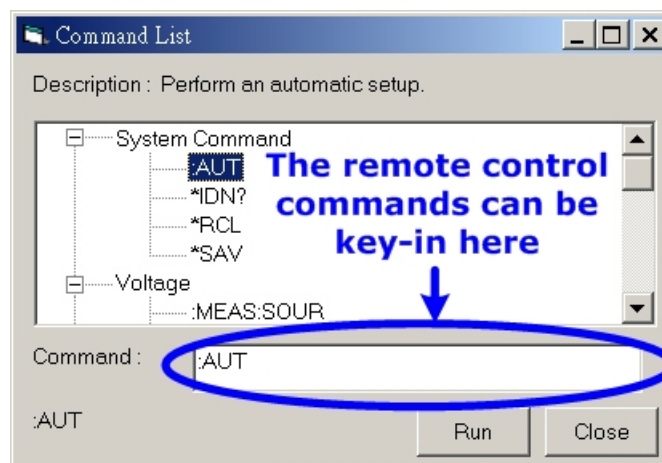 Command List
Description : Perform an automatic setup.
System Command
:AUT
*IDN?
*RCL
*SAV
Voltage
:MEAS:SOUR
The remote control
commands can be
key-in here
Command :
:AUT
:AUT
Run
Close